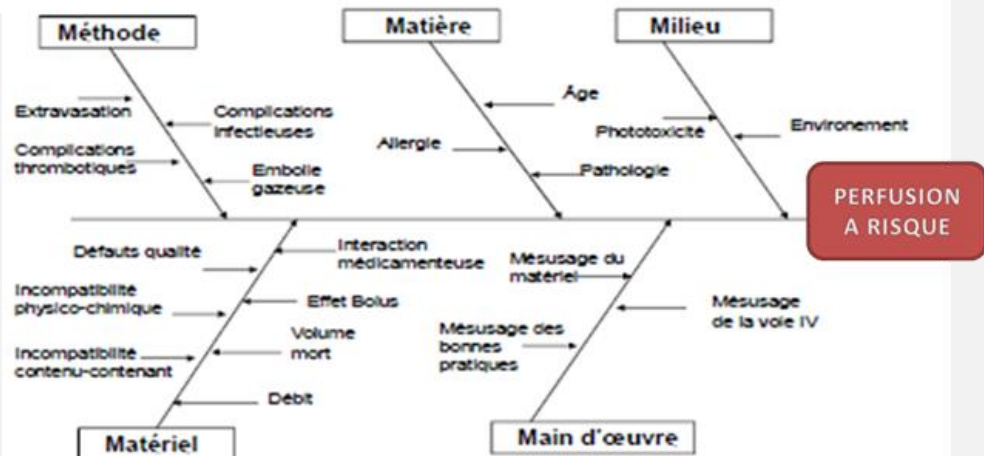 Méthode
Matière
Milieu
Extravasation
Complications
infectieuses
Complications
thrombotiques
Embolie
gazeuse
Âge
Allergie
Pathologie
Phototoxicité
Environement
PERFUSION
A RISQUE
Défauts qualité
Interaction
médicamenteuse
Incompatibilité
physico-chimique
Effet Bolus
Volume
mort
Incompatibilité
contenu-contenant
Débit
Mésusage du
matériel
Mésusage
de la voie IV
Mésusage des
bonnes
pratiques
Matériel
Main d'œuvre